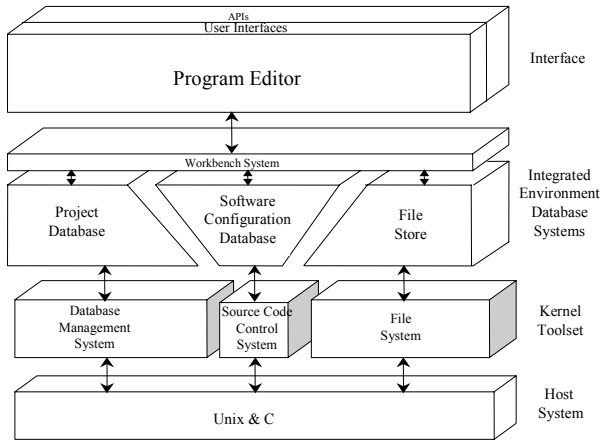 APIs
User Interfaces
Program Editor
Interface
Workbench System
Project
Database
Software
Configuration
Database
File
Store
Integrated
Environment
Database
Systems
Database
Management
System
Source Code
Control
System
File
System
Kernel
Toolset
Unix & C
Host
System